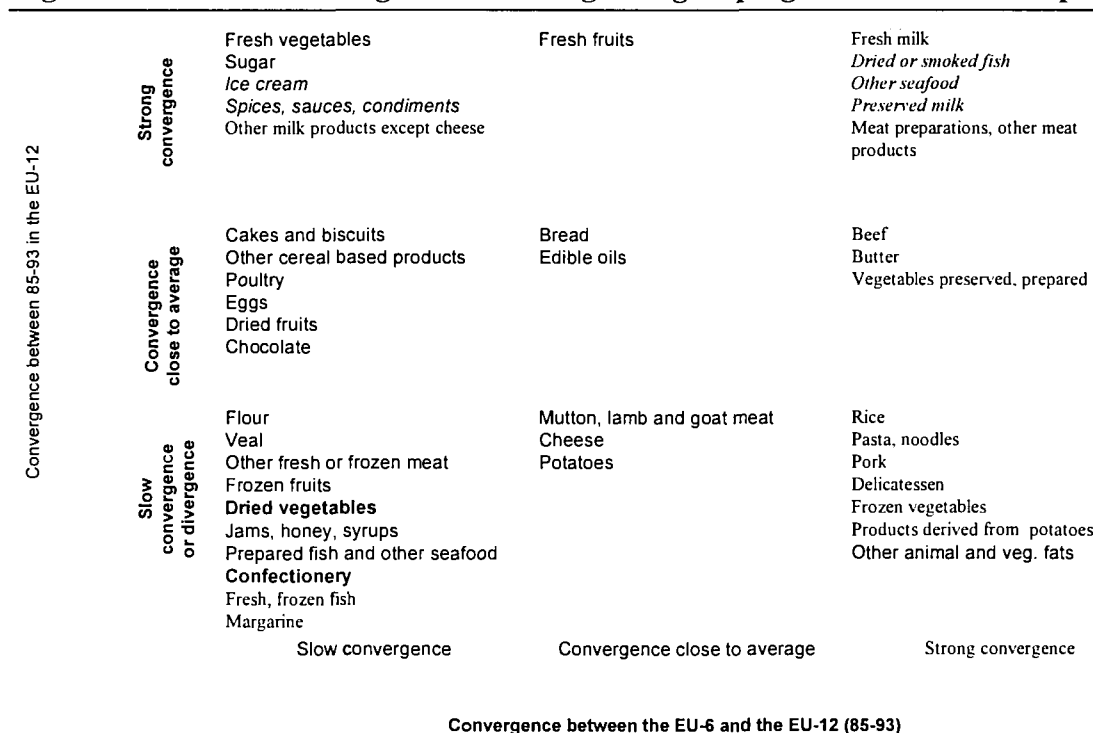 Convergence between 85-93 in the EU-12
Strong
convergence
Fresh vegetables
Sugar
Ice cream
Spices, sauces, condiments
Other milk products except cheese
Fresh fruits
Fresh milk
Dried or smoked fish
Other seafood
Preserved milk
Meat preparations, other meat
products
Convergence
close to average
Cakes and biscuits
Other cereal based products
Poultry
Eggs
Dried fruits
Chocolate
Bread
Edible oils
Beef
Butter
Vegetables preserved, prepared
Slow
convergence
or divergence
Flour
Veal
Other fresh or frozen meat
Frozen fruits
Dried vegetables
Jams, honey, syrups
Prepared fish and other seafood
Confectionery
Fresh, frozen fish
Margarine
Mutton, lamb and goat meat
Cheese
Potatoes
Rice
Pasta, noodles
Pork
Delicatessen
Frozen vegetables
Products derived from potatoes
Other animal and veg. fats
Slow convergence
Convergence close to average
Strong convergence
Convergence between the EU-6 and the EU-12 (85-93)